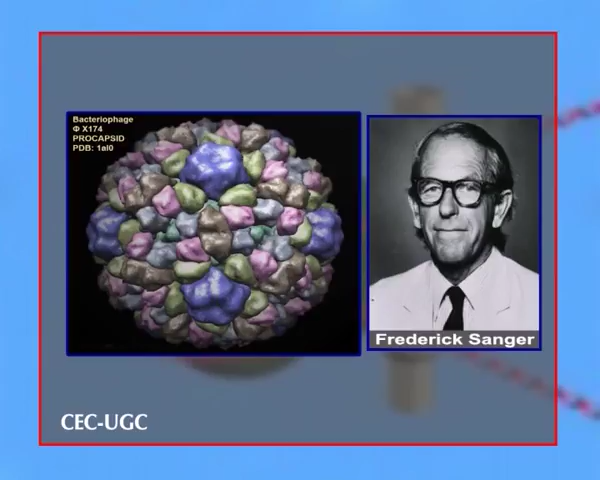 Bacteriophage
Φ X174
PROCAPSID
PDB: 1al0
Frederick Sanger
CEC-UGC